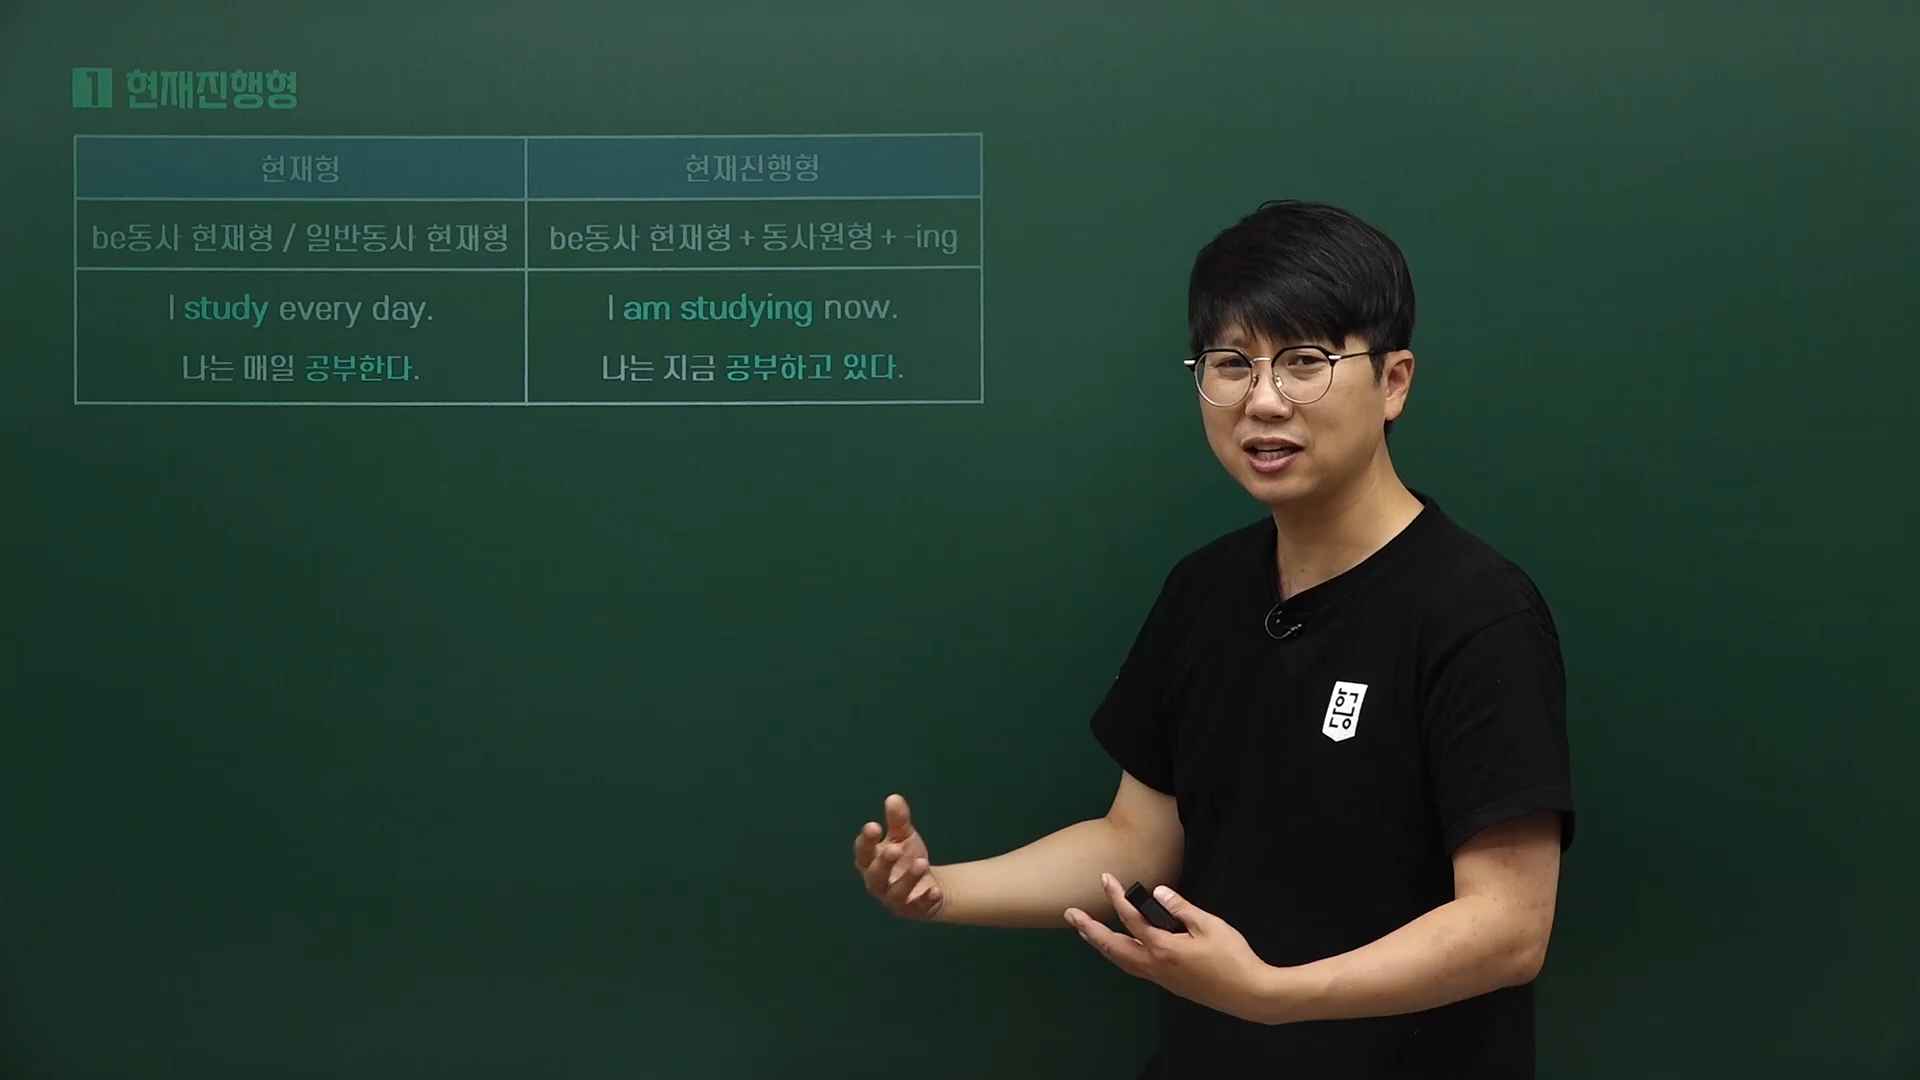 1 현재진행형
현재형 현재진행형
be동사 현재형 / 일반동사 현재형 be동사 현재형 + 동사원형 + -ing
I study every day. I am studying now.
나는 매일 공부한다. 나는 지금 공부하고 있다.